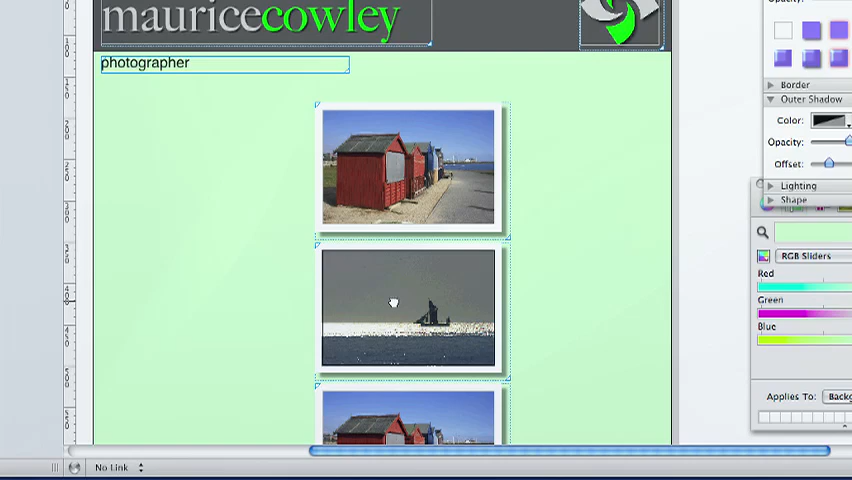 mauricecowley
photographer
Border
Outer Shadow
Color:
Opacity:
Offset:
Lighting
Shape
RGB Sliders
Red
Green
Blue
Applies To:
No Link